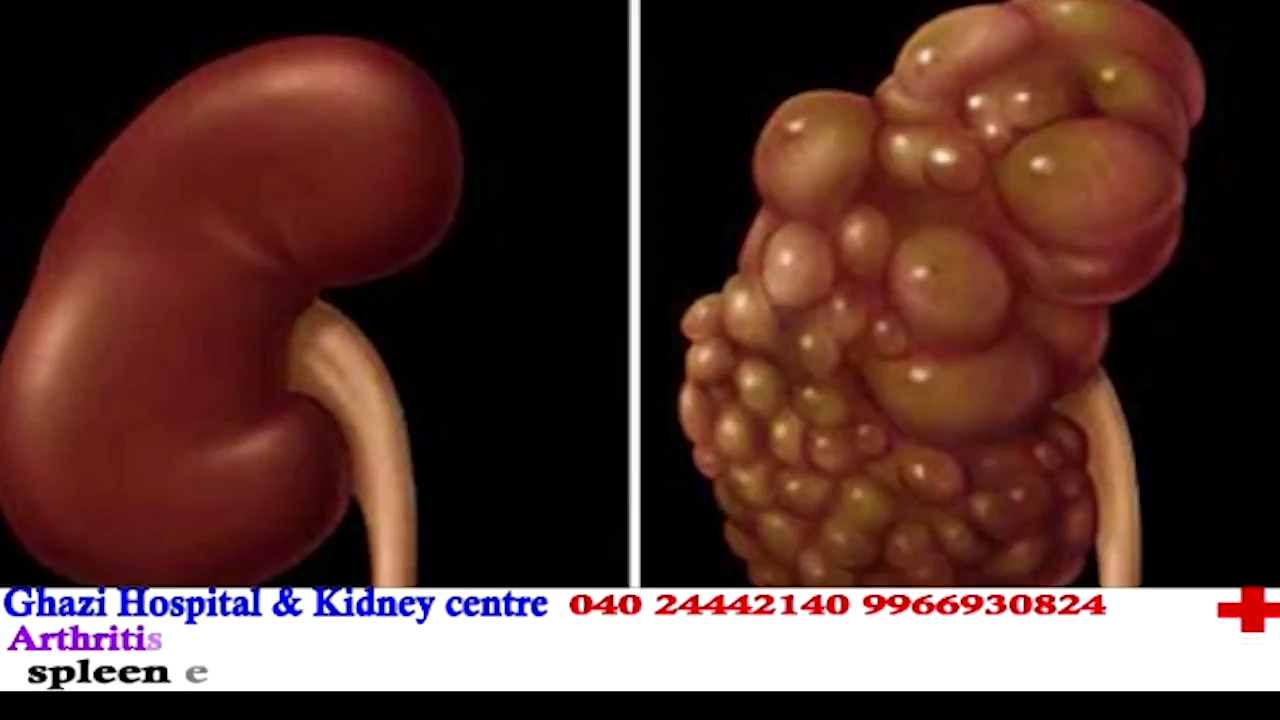 Ghazi Hospital & Kidney centre 040 24442140 9966930824
Arthritis
spleen e